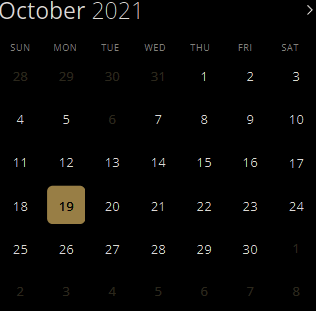 October 2021 >
SUN MON TUE WED THU FRI SAT
28 29 30 31 1 2 3
4 5 6 7 8 9 10
11 12 13 14 15 16 17
18 19 20 21 22 23 24
25 26 27 28 29 30 1
2 3 4 5 6 7 8